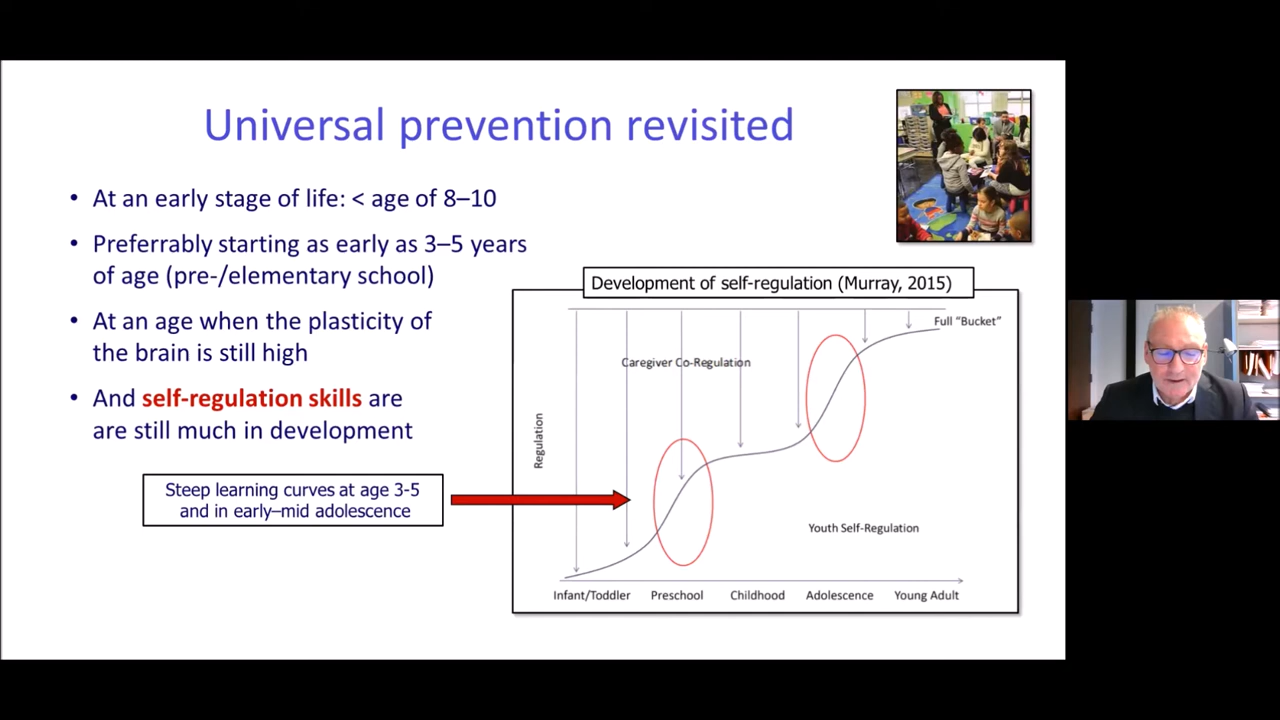 Universal prevention revisited
• At an early stage of life: < age of 8–10
• Preferrably starting as early as 3–5 years
of age (pre-/elementary school)
• At an age when the plasticity of
the brain is still high
• And self-regulation skills are
are still much in development
Steep learning curves at age 3-5
and in early–mid adolescence
Development of self-regulation (Murray, 2015)
Full “Bucket”
Caregiver Co-Regulation
Regulation
Youth Self-Regulation
Infant/Toddler Preschool Childhood Adolescence Young Adult